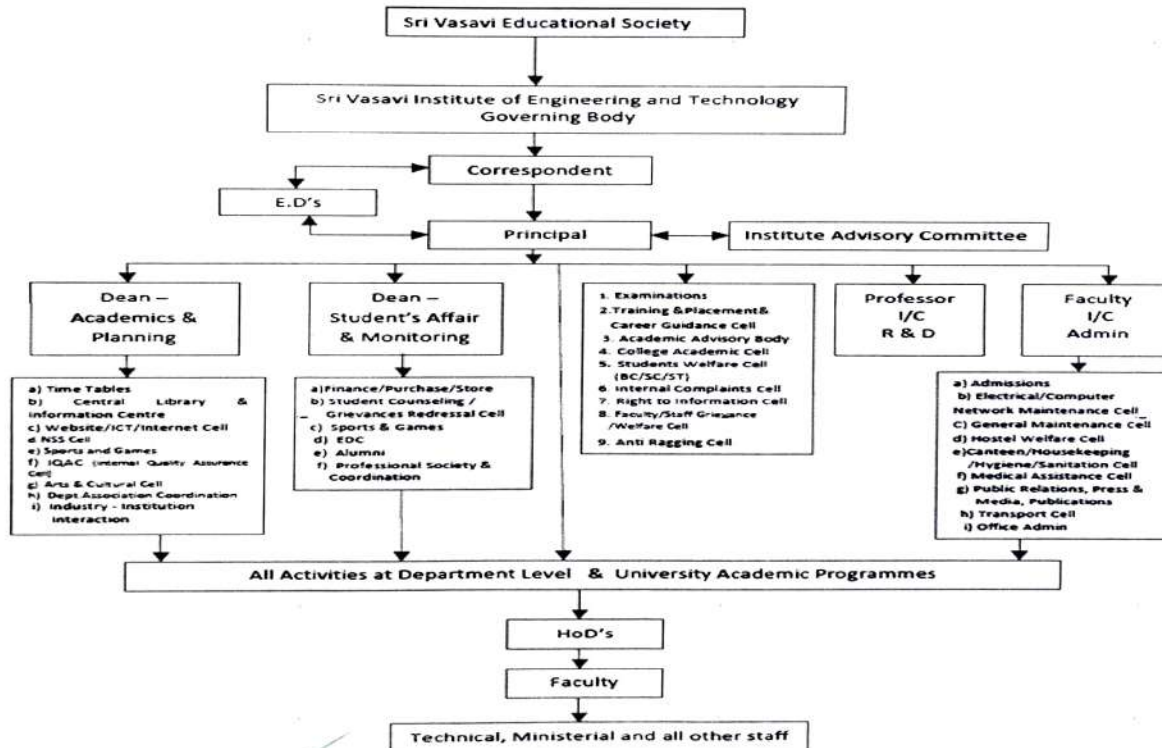 Sri Vasavi Educational Society
Sri Vasavi Institute of Engineering and Technology
Governing Body
Correspondent
E.D's
Principal
Institute Advisory Committee
Dean –
Academics &
Planning
Dean –
Student's Affair
& Monitoring
1. Examinations
2.Training &Placement&
Career Guidance Cell
3. Academic Advisory Body
4. College Academic Cell
5. Students Welfare Cell
(BC/SC/ST)
6. Internal Complaints Cell
7. Right to Information Cell
8. Faculty/Staff Grievance
/Welfare Cell
9. Anti Ragging Cell
Professor
I/C
R & D
Faculty
I/C
Admin
a) Time Tables
b) Central Library &
Information Centre
c) Website/ICT/Internet Cell
d NSS Cell
e) Sports and Games
f) IQAC (Internal Quality Assurance
Cell)
g) Arts & Cultural Cell
h) Dept Association Coordination
i) Industry - Institution
Interaction
a)Finance/Purchase/Store
b) Student Counseling /
Grievances Redressal Cell
c) Sports & Games
d) EDC
e) Alumni
f) Professional Society &
Coordination
a) Admissions
b) Electrical/Computer
Network Maintenance Cell
C) General Maintenance Cell
d) Hostel Welfare Cell
e)Canteen/Housekeeping
/Hygiene/Sanitation Cell
f) Medical Assistance Cell
g) Public Relations, Press &
Media, Publications
h) Transport Cell
i) Office Admin
All Activities at Department Level & University Academic Programmes
HoD's
Faculty
Technical, Ministerial and all other staff